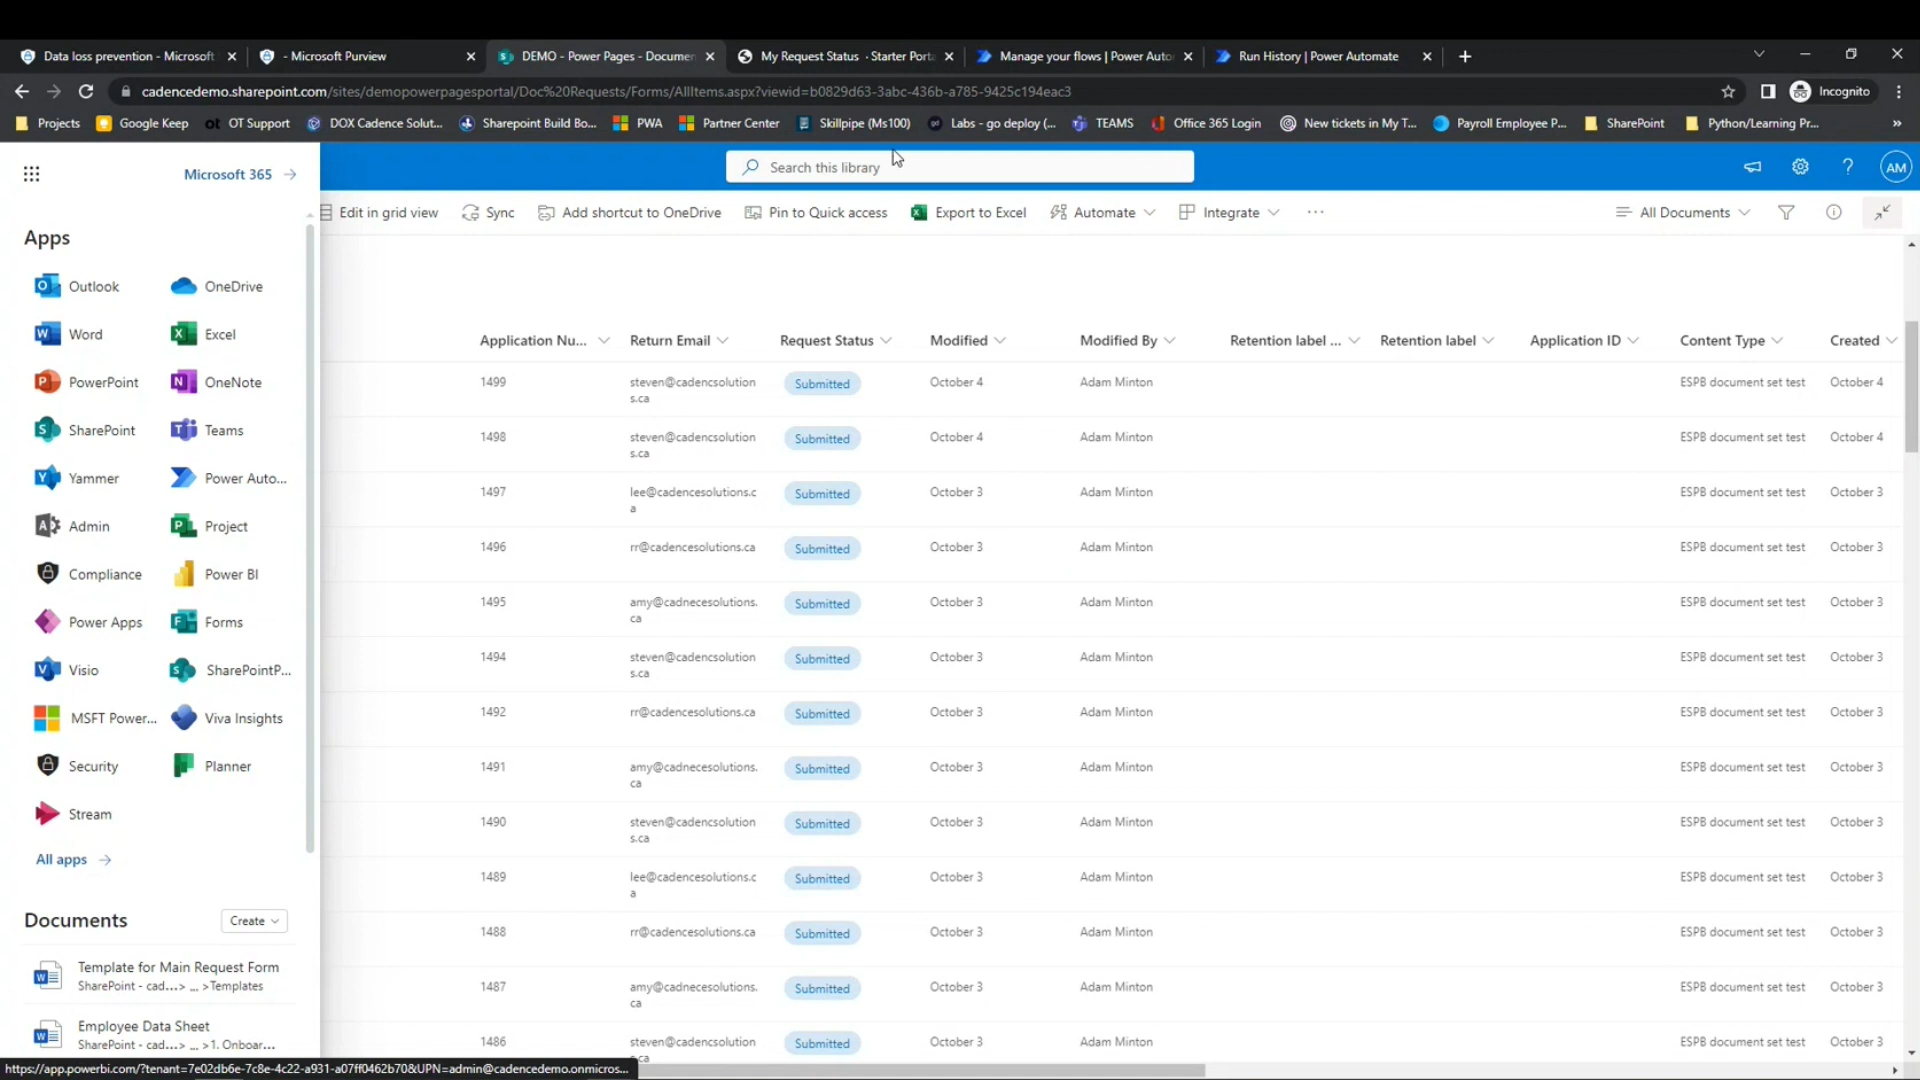 Data loss prevention - Microsoft
- Microsoft Purview
DEMO - Power Pages - Documen
My Request Status · Starter Porta
Manage your flows | Power Auto
Run History | Power Automate
cadencedemo.sharepoint.com/sites/demopowerpagesportal/Doc%20Requests/Forms/AllItems.aspx?viewid=b0829d63-3abc-436b-a785-9425c194eac3
Incognito
Projects
Google Keep
ot OT Support
DOX Cadence Solut...
Sharepoint Build Bo...
PWA
Partner Center
Skillpipe (Ms100)
Labs - go deploy (...
TEAMS
Office 365 Login
New tickets in My T...
Payroll Employee P...
SharePoint
Python/Learning Pr...
»
Microsoft 365
Search this library
AM
Edit in grid view
Sync
Add shortcut to OneDrive
Pin to Quick access
Export to Excel
Automate
Integrate
All Documents
Apps
Outlook
OneDrive
Word
Excel
PowerPoint
OneNote
SharePoint
Teams
Yammer
Power Auto...
Admin
Project
Compliance
Power BI
Power Apps
Forms
Visio
SharePointP...
MSFT Power...
Viva Insights
Security
Planner
Stream
All apps
Documents
Create
Template for Main Request Form
SharePoint - cad...> ... >Templates
Employee Data Sheet
SharePoint - cad...> ... >1. Onboar...
https://app.powerbi.com/?tenant=7e02db6e-7c8e-4c22-a931-a07ff0462b70&UPN=admin@cadencedemo.onmicros...
Application Nu... Return Email Request Status Modified Modified By Retention label ... Retention label Application ID Content Type Created
1499 steven@cadencsolution Submitted October 4 Adam Minton ESPB document set test October 4
s.ca
1498 steven@cadencsolution Submitted October 4 Adam Minton ESPB document set test October 4
s.ca
1497 lee@cadencesolutions.c Submitted October 3 Adam Minton ESPB document set test October 3
a
1496 rr@cadencesolutions.ca Submitted October 3 Adam Minton ESPB document set test October 3
1495 amy@cadnecesolutions. Submitted October 3 Adam Minton ESPB document set test October 3
ca
1494 steven@cadencsolution Submitted October 3 Adam Minton ESPB document set test October 3
s.ca
1492 rr@cadencesolutions.ca Submitted October 3 Adam Minton ESPB document set test October 3
1491 amy@cadnecesolutions. Submitted October 3 Adam Minton ESPB document set test October 3
ca
1490 steven@cadencsolution Submitted October 3 Adam Minton ESPB document set test October 3
s.ca
1489 lee@cadencesolutions.c Submitted October 3 Adam Minton ESPB document set test October 3
a
1488 rr@cadencesolutions.ca Submitted October 3 Adam Minton ESPB document set test October 3
1487 amy@cadnecesolutions. Submitted October 3 Adam Minton ESPB document set test October 3
ca
1486 steven@cadencsolution Submitted October 3 Adam Minton ESPB document set test October 3
s.ca